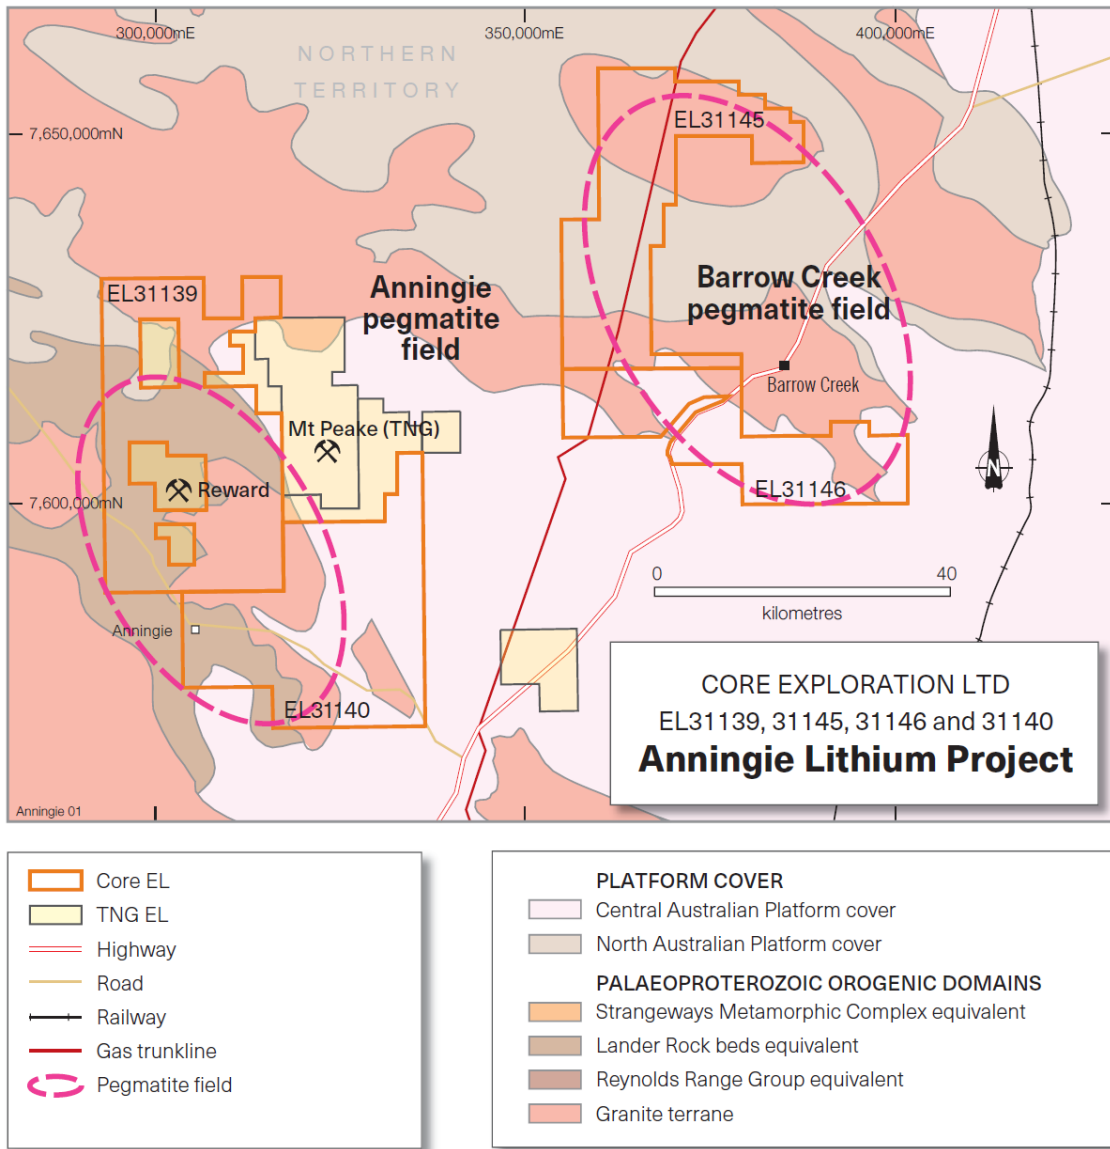 300,000mE
350,000mE
400,000mE
NORTHERN
TERRITORY
7,650,000mN
EL31145
EL31139
Anningie
pegmatite
field
Barrow Creek
pegmatite field
Barrow Creek
Mt Peake (TNG)
Reward
7,600,000mN
EL31146
N
0
40
kilometres
Anningie
EL31140
CORE EXPLORATION LTD
EL31139, 31145, 31146 and 31140
Anningie Lithium Project
Anningie 01
Core EL
TNG EL
Highway
Road
Railway
Gas trunkline
Pegmatite field
PLATFORM COVER
Central Australian Platform cover
North Australian Platform cover
PALAEOPROTEROZOIC OROGENIC DOMAINS
Strangeways Metamorphic Complex equivalent
Lander Rock beds equivalent
Reynolds Range Group equivalent
Granite terrane